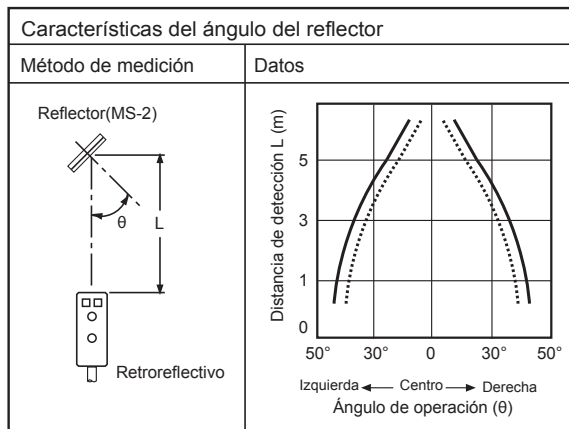 Características del ángulo del reflector
Método de medición
Datos
Reflector(MS-2)
θ
L
Retroreflectivo
Distancia de detección L (m)
5
3
1
0
50° 30° 0 30° 50°
Izquierda Centro Derecha
Ángulo de operación (θ)